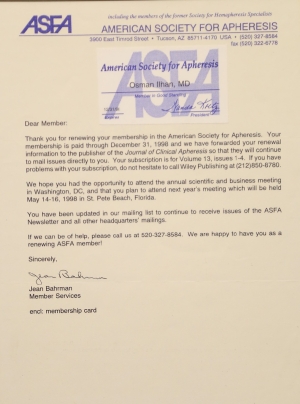 including the members of the former Society for Hemapheresis Specialists
ASFA
AMERICAN SOCIETY FOR APHERESIS
3900 East Timrod Street • Tucson, AZ 85711-4170 USA • (520) 327-8584
fax (520) 322-6778
ASFA
American Society for Apheresis
Osman Ilhan, MD
Member in Good Standing
12/31/98
Expires
President
Dear Member:
Thank you for renewing your membership in the American Society for Apheresis. Your
membership is paid through December 31, 1998 and we have forwarded your renewal
information to the publisher of the Journal of Clinical Apheresis so that they will continue
to mail issues directly to you. Your subscription is for Volume 13, issues 1-4. If you have
problems with your subscription, do not hesitate to call Wiley Publishing at (212)850-6780.
We hope you had the opportunity to attend the annual scientific and business meeting
in Washington, DC, and that you plan to attend next year's meeting which will be held
May 14-16, 1998 in St. Pete Beach, Florida.
You have been updated in our mailing list to continue to receive issues of the ASFA
Newsletter and all other headquarters' mailings.
If we can be of help, please call us at 520-327-8584. We are happy to have you as a
renewing ASFA member!
Sincerely,
Jean Bahrman
Jean Bahrman
Member Services
encl: membership card